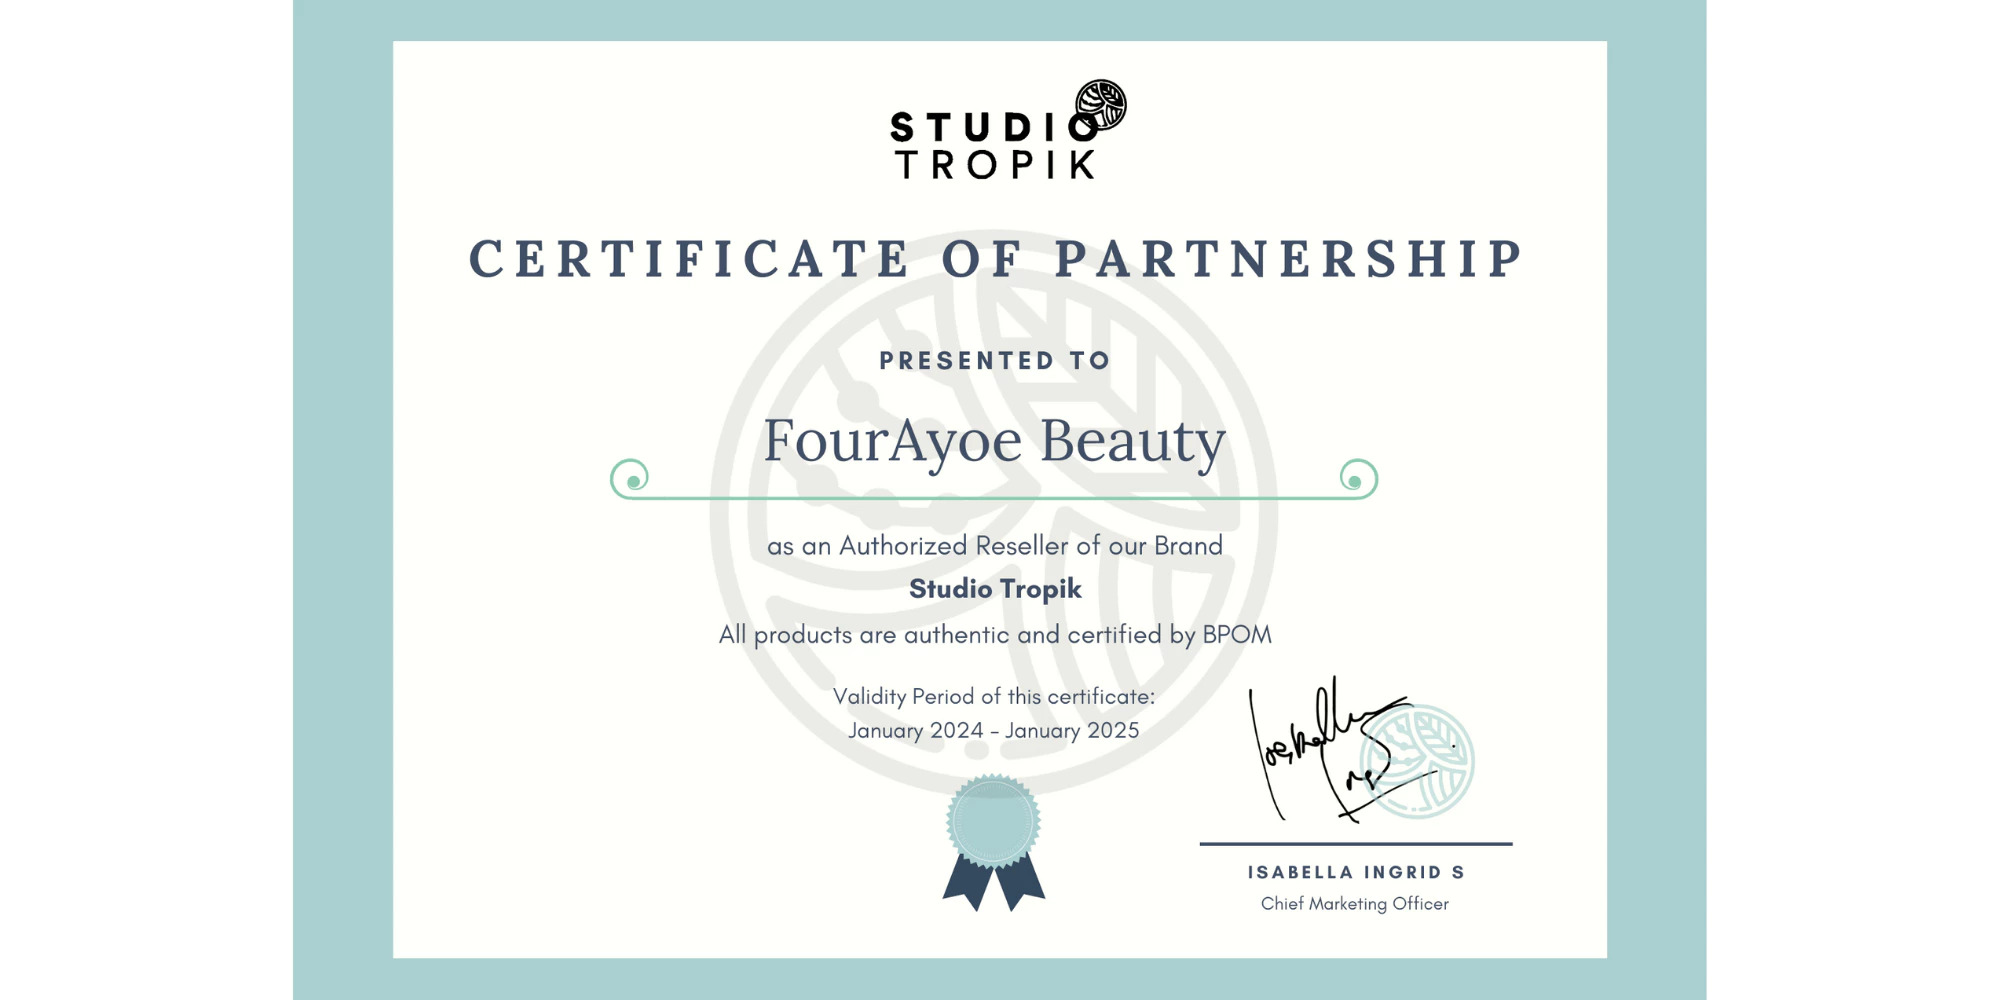 STUDIO
TROPIK
CERTIFICATE OF PARTNERSHIP
PRESENTED TO
FourAyoe Beauty
as an Authorized Reseller of our Brand
Studio Tropik
All products are authentic and certified by BPOM
Validity Period of this certificate:
January 2024 - January 2025
ISABELLA INGRID S
Chief Marketing Officer